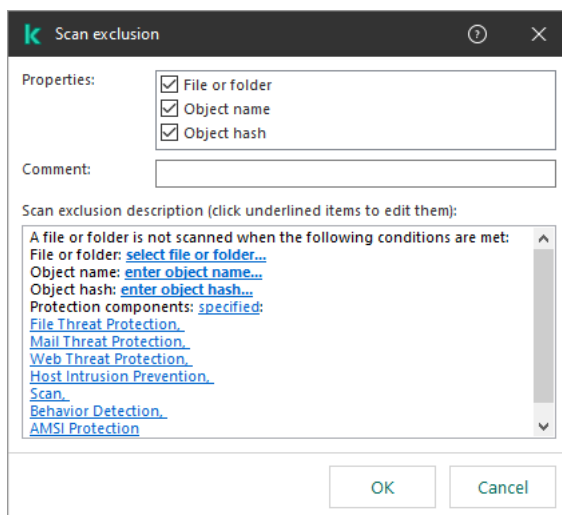 Scan exclusion
Properties:
File or folder
Object name
Object hash
Comment:
Scan exclusion description (click underlined items to edit them):
A file or folder is not scanned when the following conditions are met:
File or folder: select file or folder...
Object name: enter object name...
Object hash: enter object hash...
Protection components: specified:
File Threat Protection,
Mail Threat Protection,
Web Threat Protection,
Host Intrusion Prevention,
Scan,
Behavior Detection,
AMSI Protection
OK
Cancel